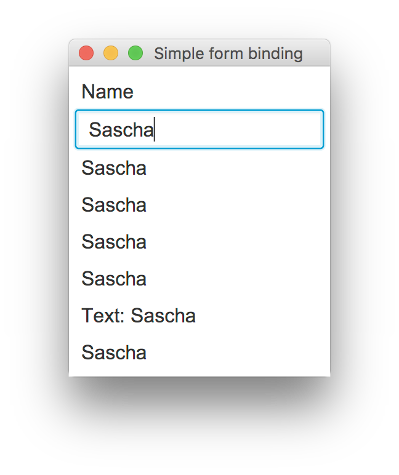 Simple form binding
Name
Sascha
Sascha
Sascha
Sascha
Sascha
Text: Sascha
Sascha